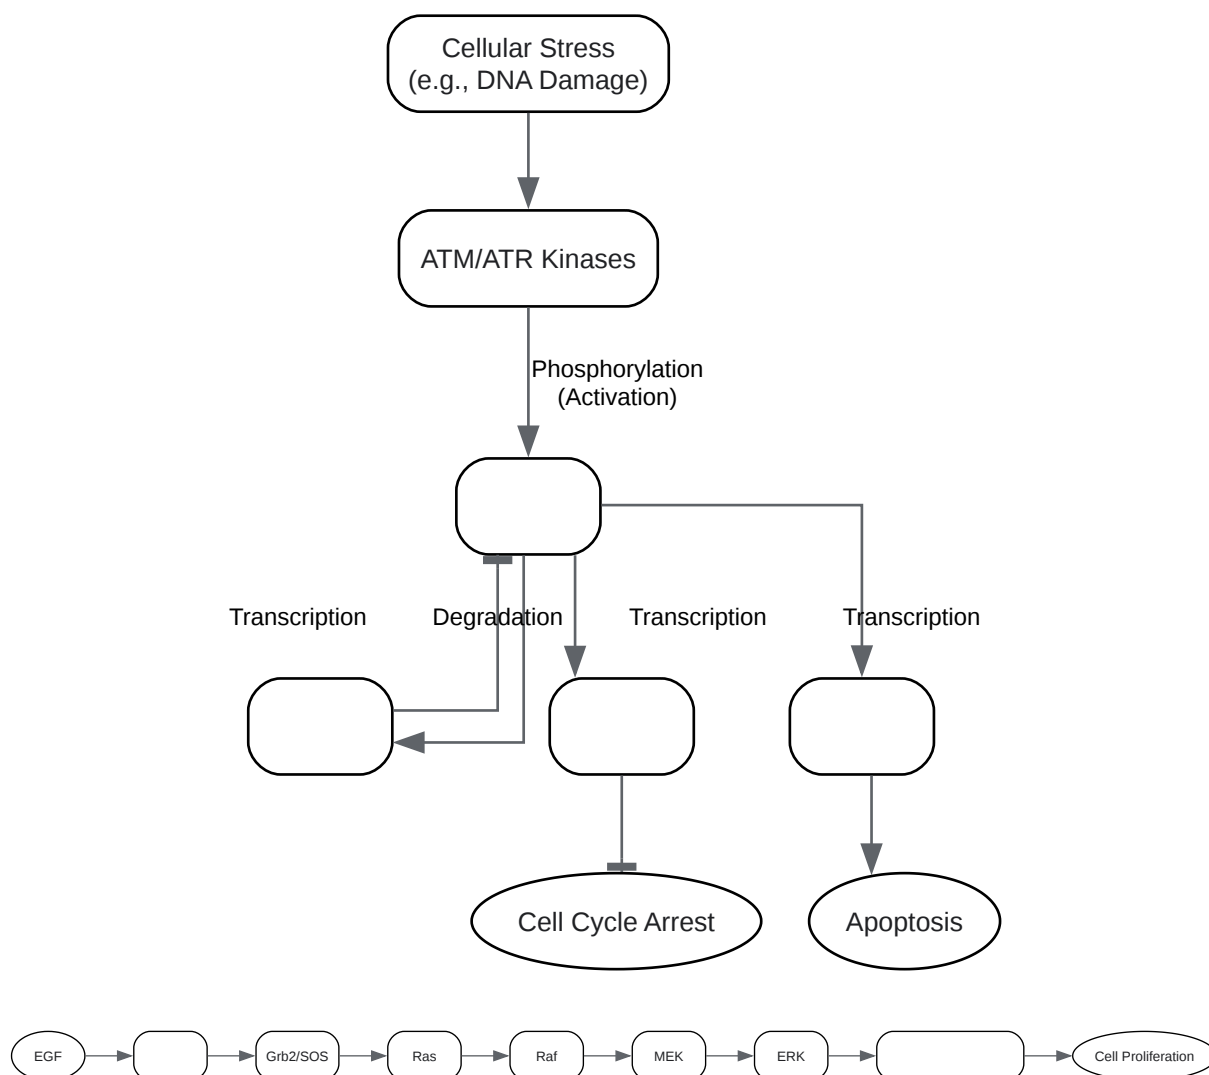 Cellular Stress
(e.g., DNA Damage)
ATM/ATR Kinases
Phosphorylation
(Activation)
Transcription
Degradation
Transcription
Transcription
Cell Cycle Arrest
Apoptosis
EGF
Grb2/SOS
Ras
Raf
MEK
ERK
Cell Proliferation